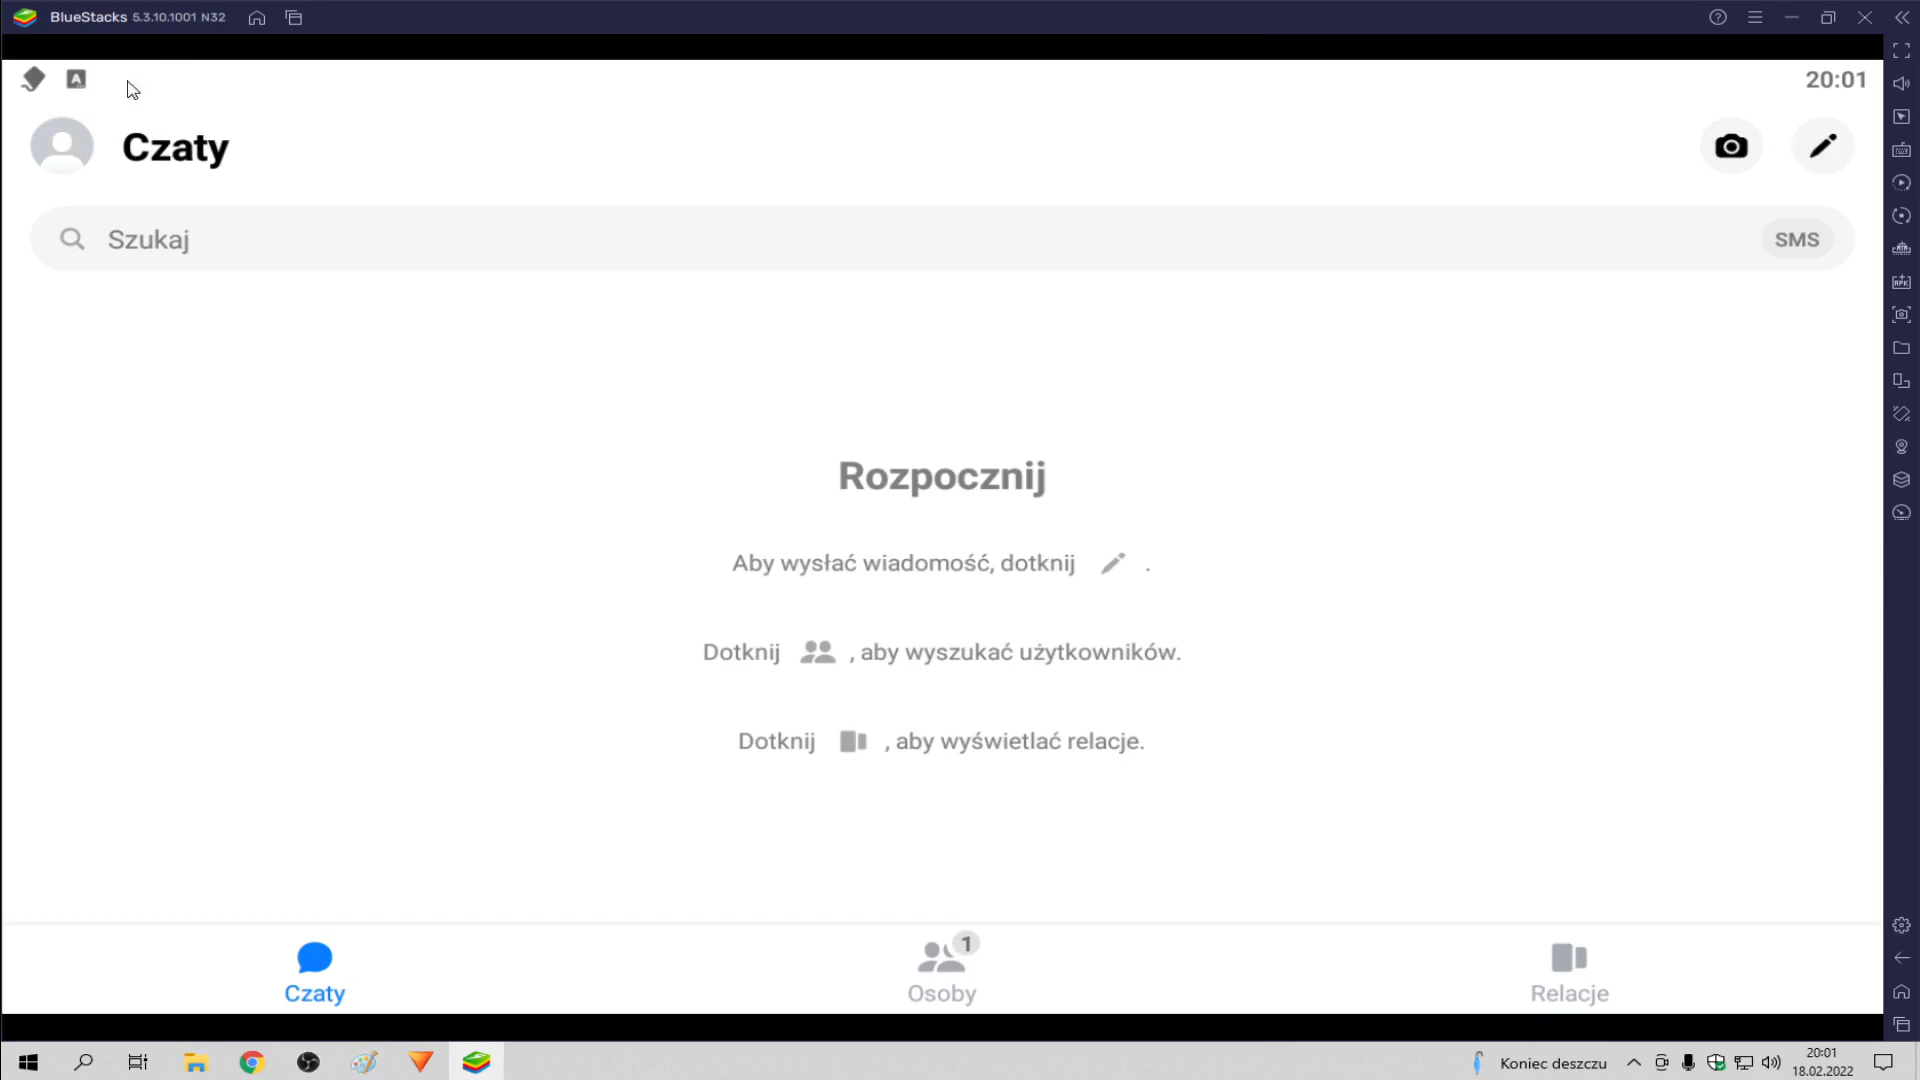 BlueStacks 5.3.10.1001 N32
20:01
Czaty
Szukaj
SMS
Rozpocznij
Aby wysłać wiadomość, dotknij .
Dotknij , aby wyszukać użytkowników.
Dotknij , aby wyświetlać relacje.
1
Czaty
Osoby
Relacje
Koniec deszczu
20:01
18.02.2022